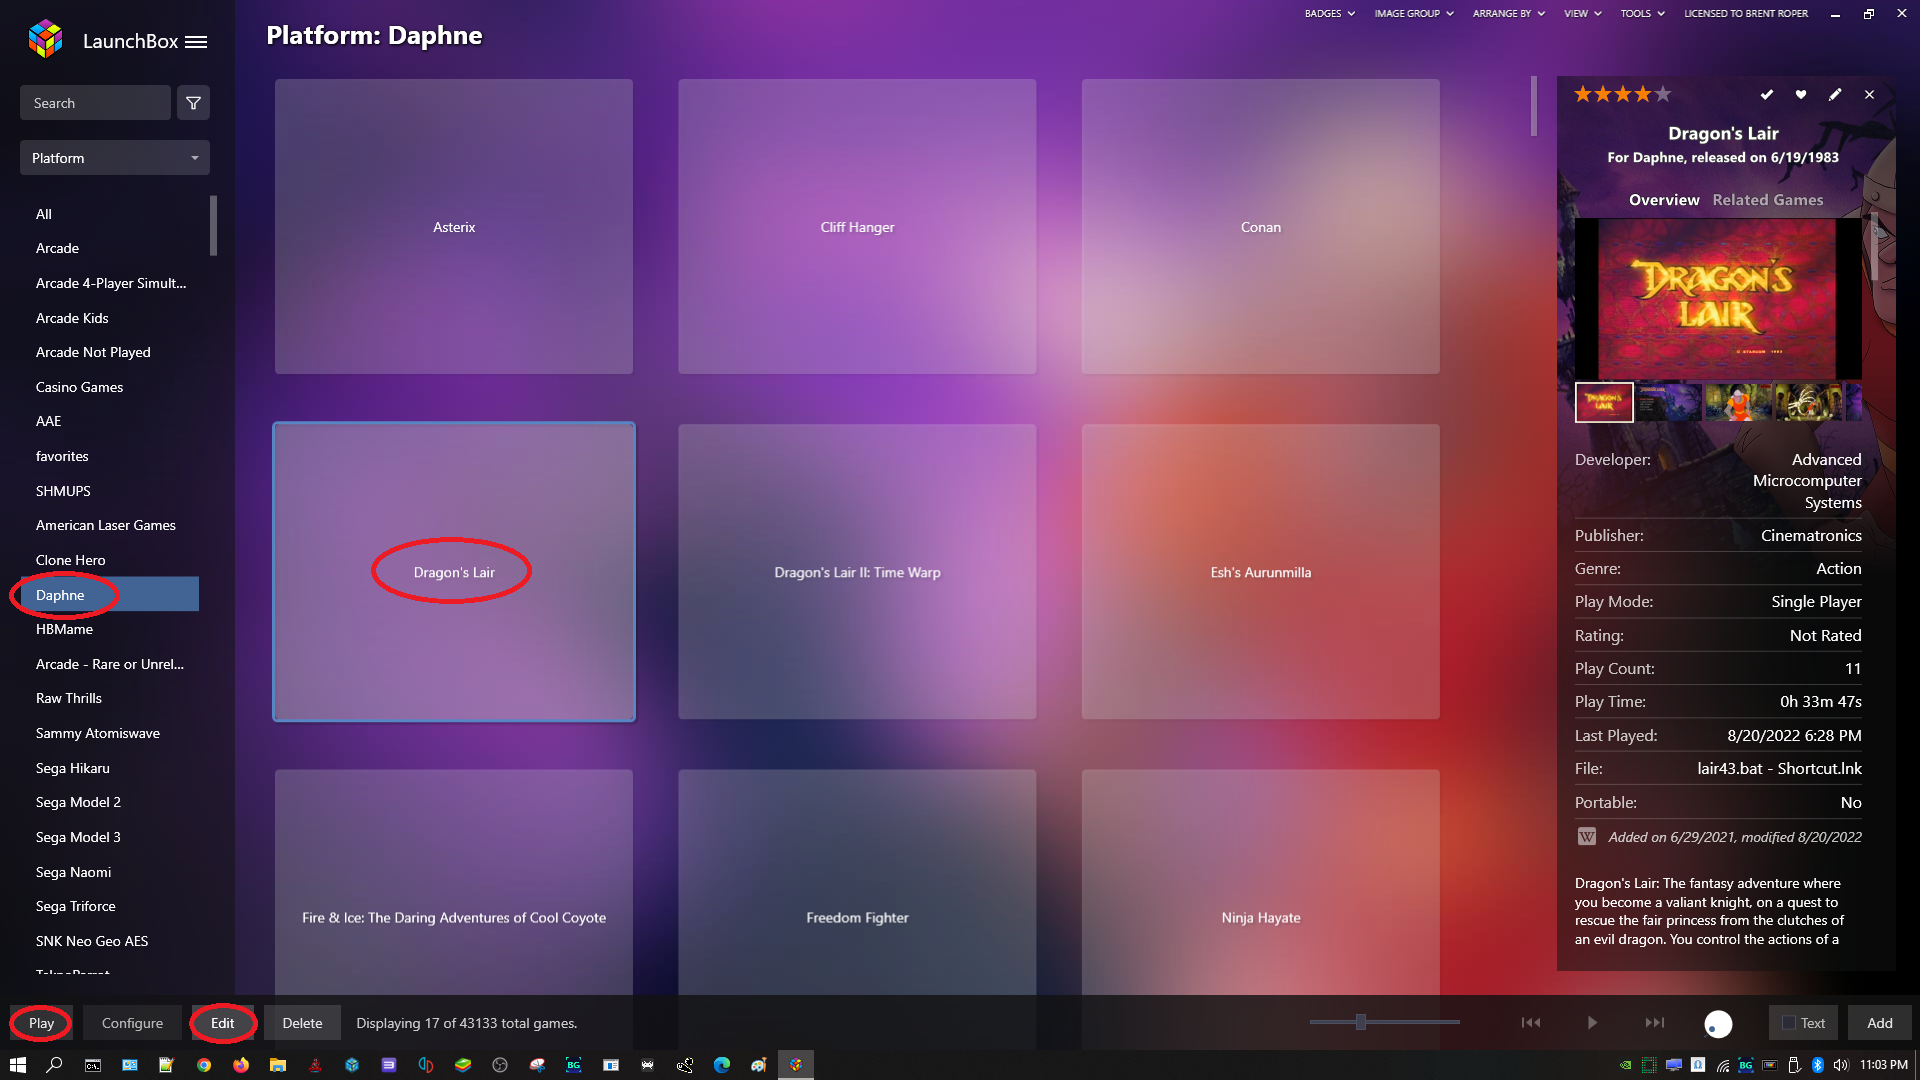 LaunchBox
Platform: Daphne
BADGES
IMAGE GROUP
ARRANGE BY
VIEW
TOOLS
LICENSED TO BRENT ROPER
Search
Platform
All
Arcade
Arcade 4-Player Simult...
Arcade Kids
Arcade Not Played
Casino Games
AAE
favorites
SHMUPS
American Laser Games
Clone Hero
Daphne
HBMame
Arcade - Rare or Unrel...
Raw Thrills
Sammy Atomiswave
Sega Hikaru
Sega Model 2
Sega Model 3
Sega Naomi
Sega Triforce
SNK Neo Geo AES
Asterix
Cliff Hanger
Conan
Dragon's Lair
Dragon's Lair II: Time Warp
Esh's Aurunmilla
Fire & Ice: The Daring Adventures of Cool Coyote
Freedom Fighter
Ninja Hayate
Dragon's Lair
For Daphne, released on 6/19/1983
Overview Related Games
DRAGON'S
LAIR
Developer: Advanced
Microcomputer
Systems
Publisher: Cinematronics
Genre: Action
Play Mode: Single Player
Rating: Not Rated
Play Count: 11
Play Time: 0h 33m 47s
Last Played: 8/20/2022 6:28 PM
File: lair43.bat - Shortcut.lnk
Portable: No
W Added on 6/29/2021, modified 8/20/2022
Dragon's Lair: The fantasy adventure where
you become a valiant knight, on a quest to
rescue the fair princess from the clutches of
an evil dragon. You control the actions of a
Play
Configure
Edit
Delete
Displaying 17 of 43133 total games.
Text
Add
BG
BG
11:03 PM